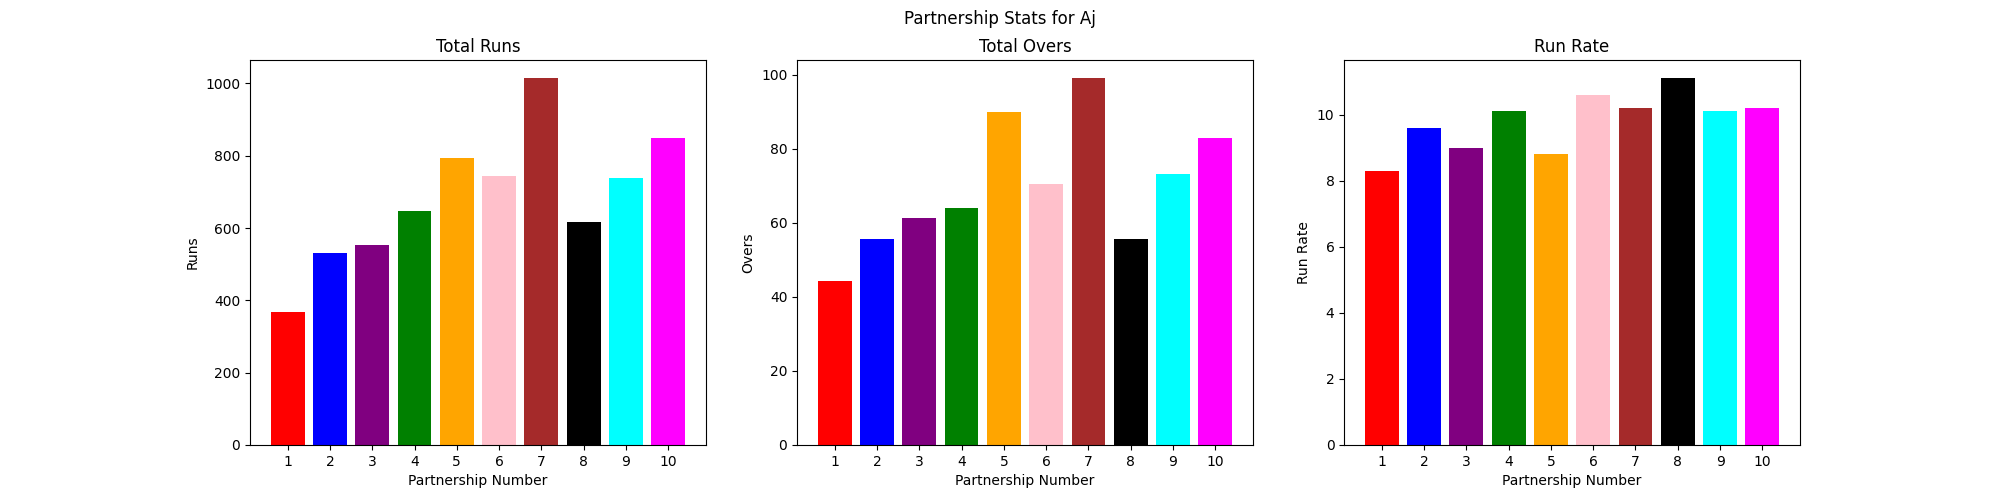 Partnership Stats for Aj
Total Runs
Runs
1000
800
600
400
200
0
1 2 3 4 5 6 7 8 9 10
Partnership Number
Total Overs
Overs
100
80
60
40
20
0
1 2 3 4 5 6 7 8 9 10
Partnership Number
Run Rate
Run Rate
10
8
6
4
2
0
1 2 3 4 5 6 7 8 9 10
Partnership Number